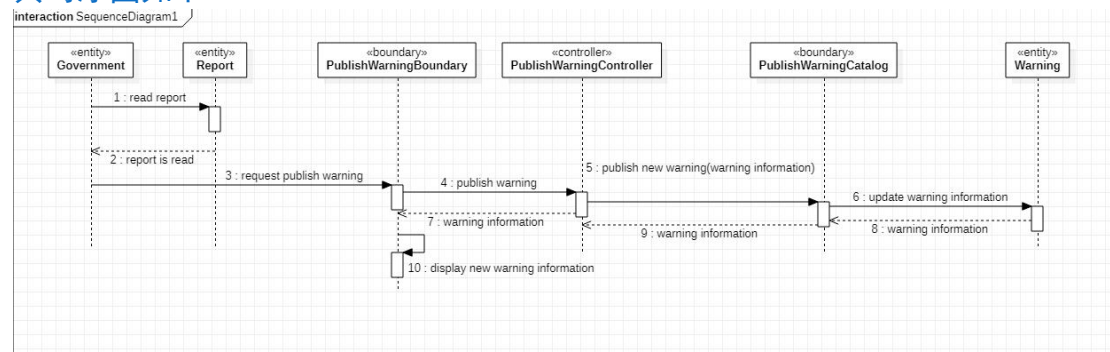 interaction SequenceDiagram1
«entity»
Government
«entity»
Report
«boundary»
PublishWarningBoundary
«controller»
PublishWarningController
«boundary»
PublishWarningCatalog
«entity»
Warning
1 : read report
2 : report is read
3 : request publish warning
4 : publish warning
5 : publish new warning(warning information)
6 : update warning information
7 : warning information
8 : warning information
9 : warning information
10 : display new warning information